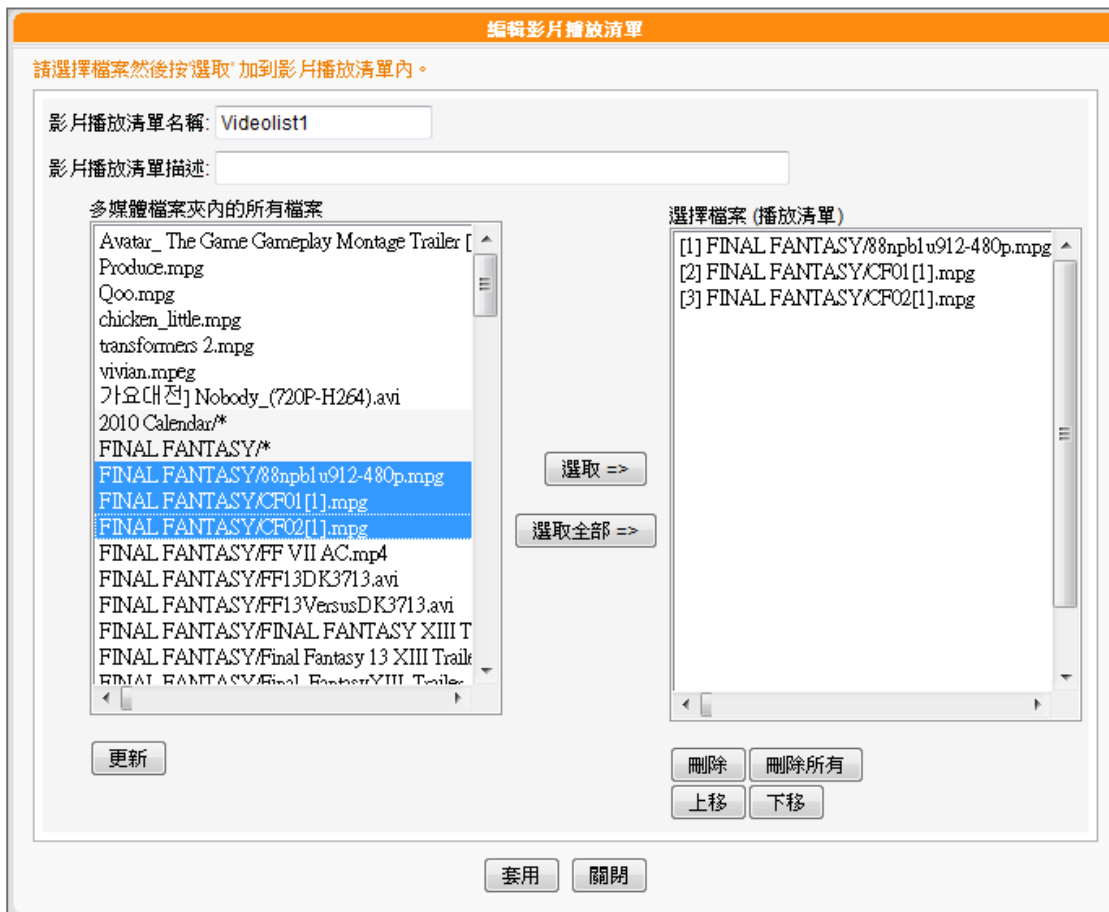 編輯影片播放清單
請選擇檔案然後按'選取' 加到影片播放清單內。
影片播放清單名稱: Videolist1
影片播放清單描述:
多媒體檔案夾內的所有檔案
Avatar_ The Game Gameplay Montage Trailer [
Produce.mpg
Qoo.mpg
chicken_little.mpg
transformers 2.mpg
vivian.mpeg
가요대전] Nobody_(720P-H264).avi
2010 Calendar/*
FINAL FANTASY/*
FINAL FANTASY/88npb1u912-480p.mpg
FINAL FANTASY/CF01[1].mpg
FINAL FANTASY/CF02[1].mpg
FINAL FANTASY/FF VII AC.mp4
FINAL FANTASY/FF13DK3713.avi
FINAL FANTASY/FF13VersusDK3713.avi
FINAL FANTASY/FINAL FANTASY XIII T
FINAL FANTASY/Final Fantasy 13 XIII Traile
FINAL FANTASY/Final_FantasyXIII_Trailer
更新
選取 =>
選取全部 =>
選擇檔案 (播放清單)
[1] FINAL FANTASY/88npb1u912-480p.mpg
[2] FINAL FANTASY/CF01[1].mpg
[3] FINAL FANTASY/CF02[1].mpg
刪除 刪除所有
上移 下移
套用 關閉